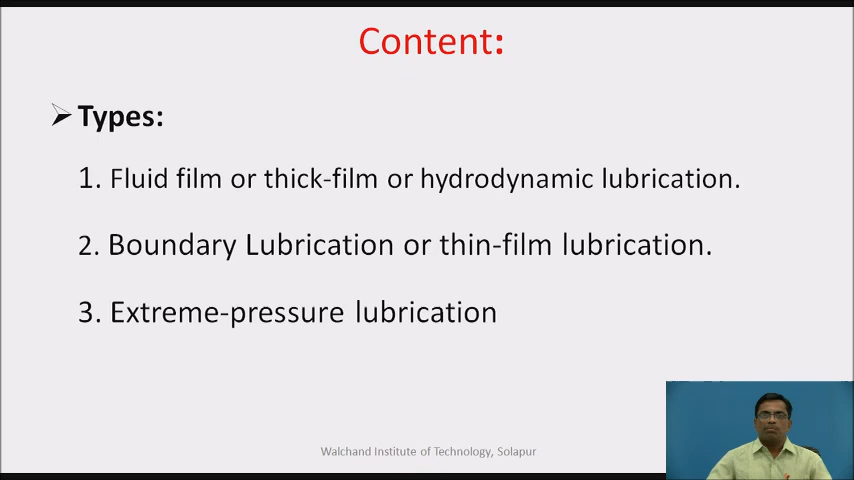 Content:
Types:
1. Fluid film or thick-film or hydrodynamic lubrication.
2. Boundary Lubrication or thin-film lubrication.
3. Extreme-pressure lubrication
Walchand Institute of Technology, Solapur